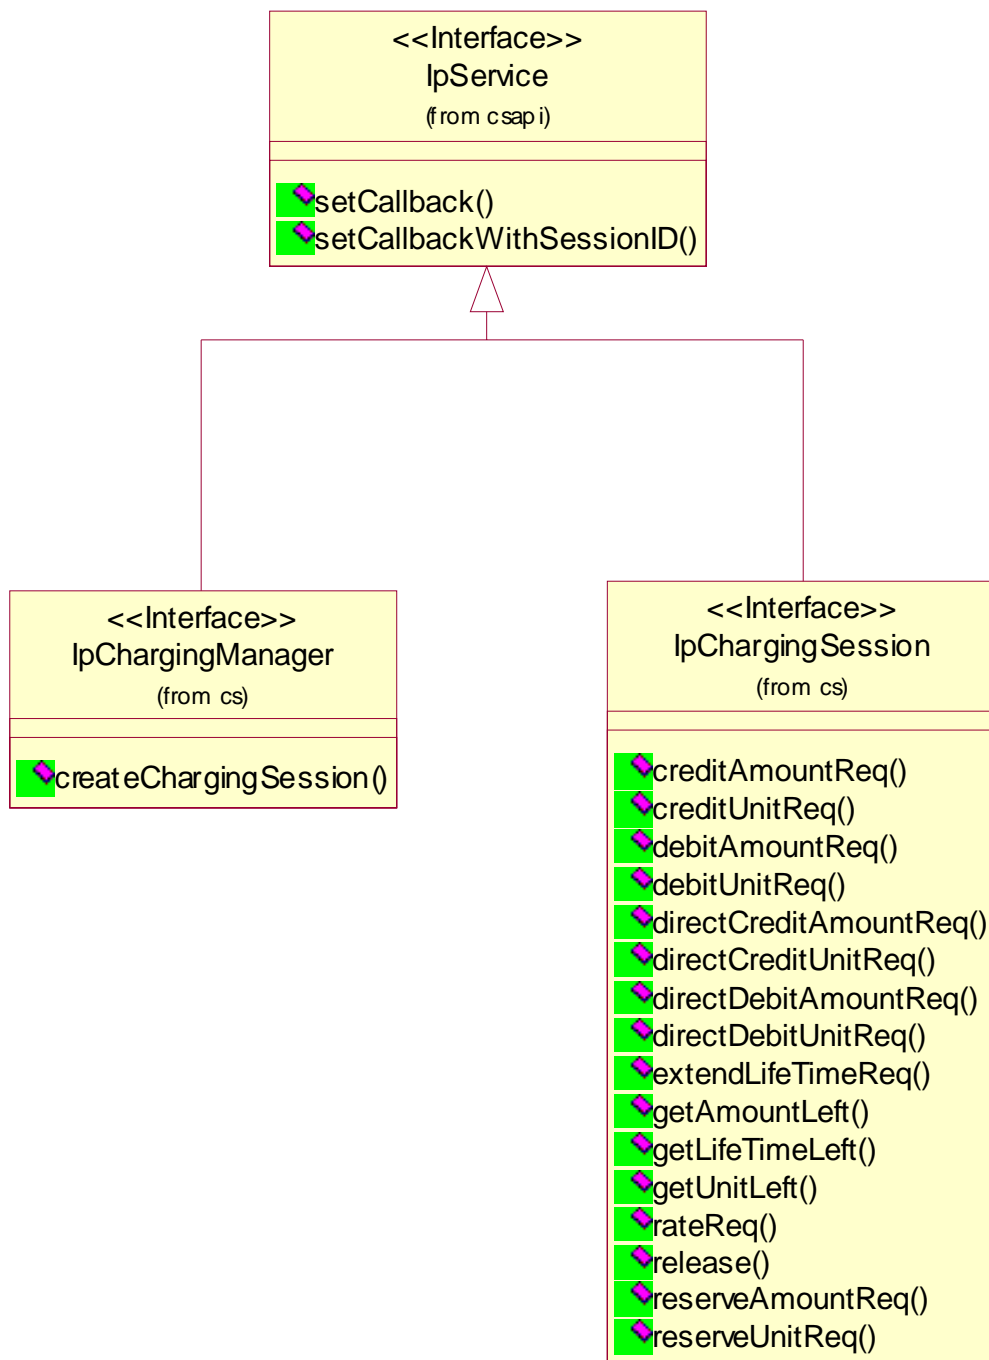 <<Interface>>
IpService
(from csapi)
setCallback()
setCallbackWithSessionID()
<<Interface>>
IpChargingManager
(from cs)
createChargingSession()
<<Interface>>
IpChargingSession
(from cs)
creditAmountReq()
creditUnitReq()
debitAmountReq()
debitUnitReq()
directCreditAmountReq()
directCreditUnitReq()
directDebitAmountReq()
directDebitUnitReq()
extendLifeTimeReq()
getAmountLeft()
getLifeTimeLeft()
getUnitLeft()
rateReq()
release()
reserveAmountReq()
reserveUnitReq()